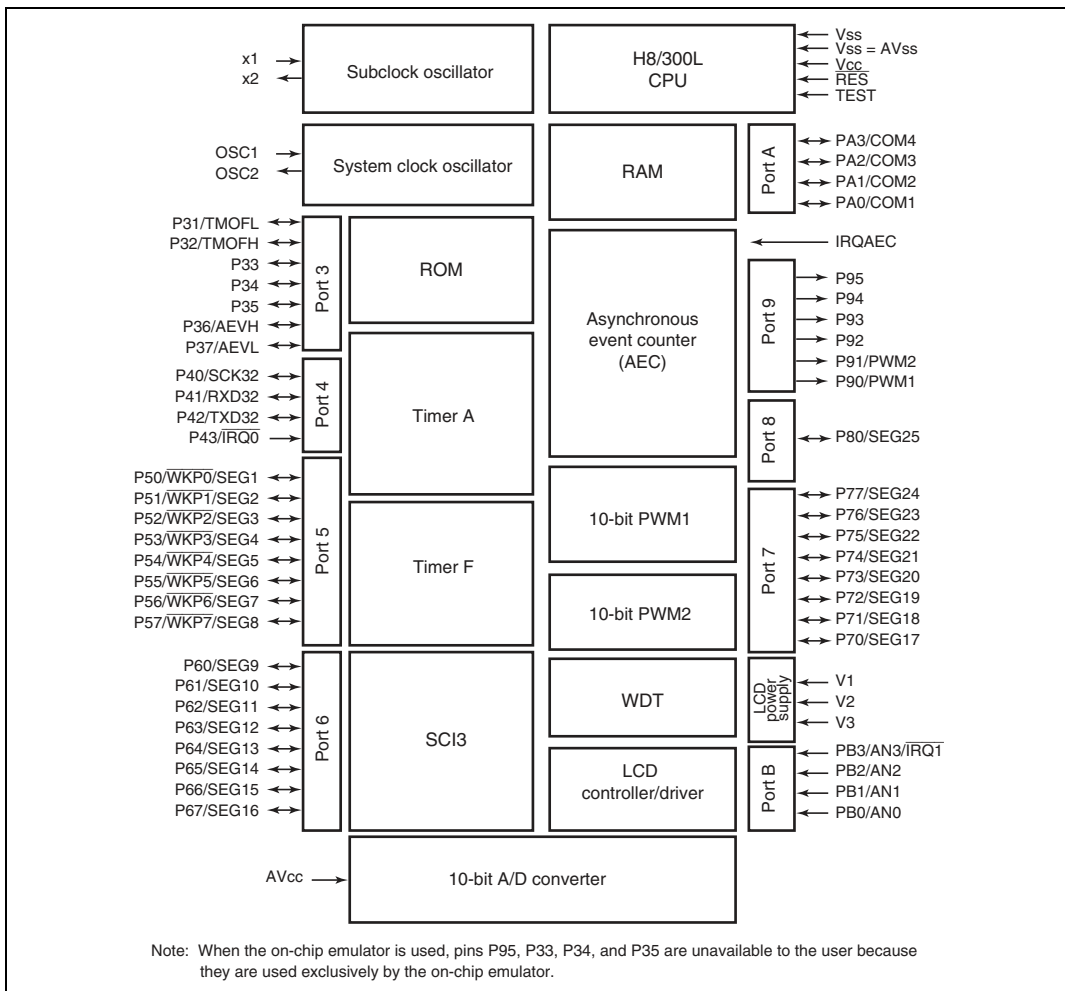 x1
x2
Subclock oscillator
H8/300L
CPU
Vss
Vss = AVss
Vcc
RES
TEST
OSC1
OSC2
System clock oscillator
RAM
Port A
PA3/COM4
PA2/COM3
PA1/COM2
PA0/COM1
P31/TMOFL
P32/TMOFH
P33
P34
P35
P36/AEVH
P37/AEVL
Port 3
ROM
Asynchronous
event counter
(AEC)
IRQAEC
Port 9
P95
P94
P93
P92
P91/PWM2
P90/PWM1
P40/SCK32
P41/RXD32
P42/TXD32
P43/IRQ0
Port 4
Timer A
Port 8
P80/SEG25
P50/WKP0/SEG1
P51/WKP1/SEG2
P52/WKP2/SEG3
P53/WKP3/SEG4
P54/WKP4/SEG5
P55/WKP5/SEG6
P56/WKP6/SEG7
P57/WKP7/SEG8
Port 5
Timer F
10-bit PWM1
10-bit PWM2
Port 7
P77/SEG24
P76/SEG23
P75/SEG22
P74/SEG21
P73/SEG20
P72/SEG19
P71/SEG18
P70/SEG17
P60/SEG9
P61/SEG10
P62/SEG11
P63/SEG12
P64/SEG13
P65/SEG14
P66/SEG15
P67/SEG16
Port 6
SCI3
WDT
LCD
power
supply
V1
V2
V3
LCD
controller/driver
Port B
PB3/AN3/IRQ1
PB2/AN2
PB1/AN1
PB0/AN0
AVcc
10-bit A/D converter
Note: When the on-chip emulator is used, pins P95, P33, P34, and P35 are unavailable to the user because
they are used exclusively by the on-chip emulator.